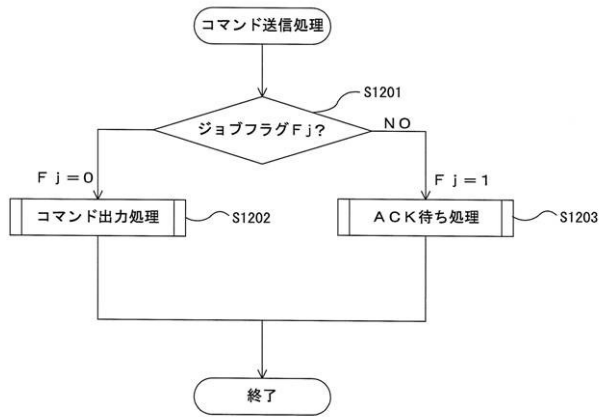 コマンド送信処理
S1201
ジョブフラグFj?
NO
Fj=0
Fj=1
コマンド出力処理
S1202
ACK待ち処理
S1203
終了